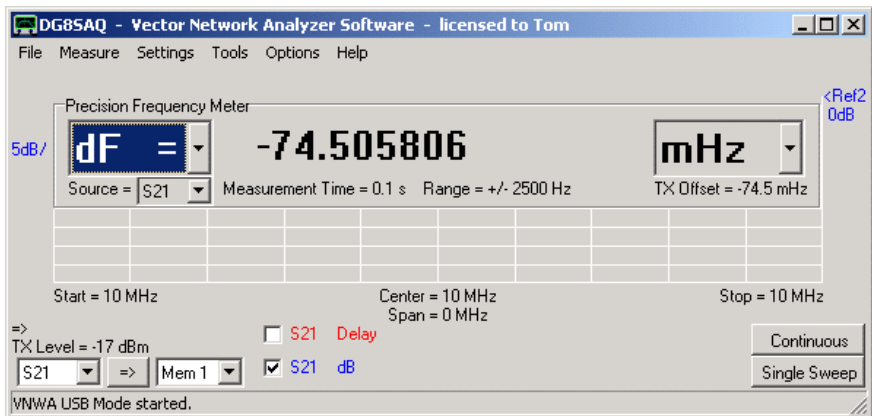 DG8SAQ - Vector Network Analyzer Software - licensed to Tom
File Measure Settings Tools Options Help
<Ref2
0dB
Precision Frequency Meter
5dB/
dF = -74.505806 mHz
Source = S21 Measurement Time = 0.1 s Range = +/- 2500 Hz TX Offset = -74.5 mHz
Start = 10 MHz Center = 10 MHz Stop = 10 MHz
Span = 0 MHz
=>
TX Level = -17 dBm
S21 Delay
Continuous
S21 => Mem 1 S21 dB
Single Sweep
VNWA USB Mode started.